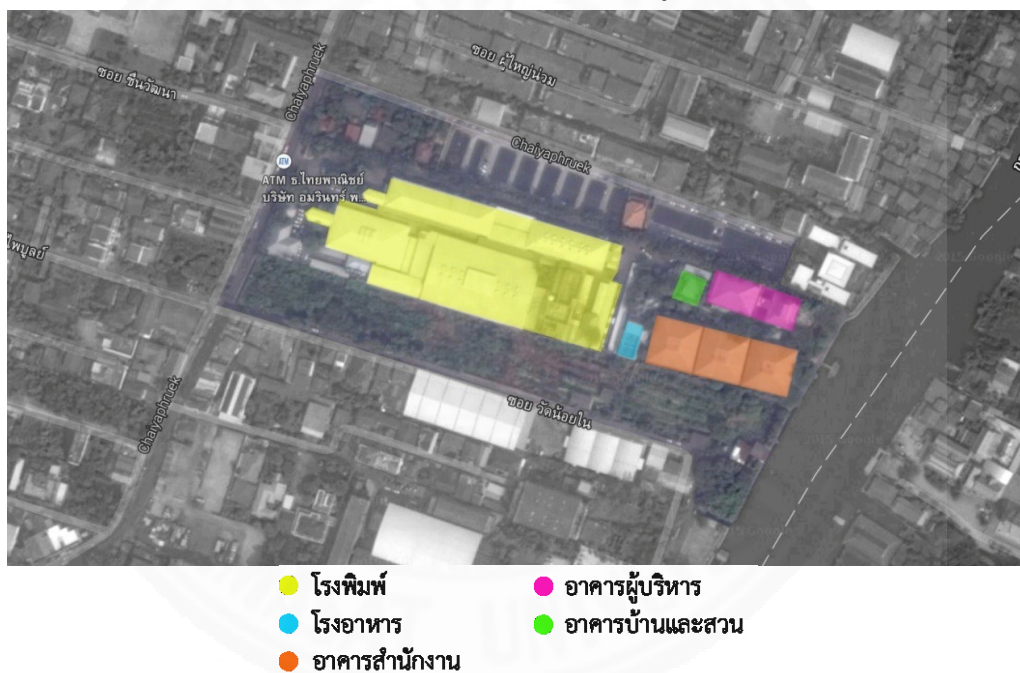 ซอย ผู้ใหญ่น่วม
ซอย ชื่นวัฒนา
Chaiyaphruek
Chaiyaphruek
ATM
ATM ธ.ไทยพาณิชย์
บริษัท อมรินทร์ พ...
ไพบูลย์
2015 Google
Chaiyaphruek
ซอย วัดน้อยใน
2015 Google
โรงพิมพ์
อาคารผู้บริหาร
โรงอาหาร
อาคารบ้านและสวน
อาคารสำนักงาน